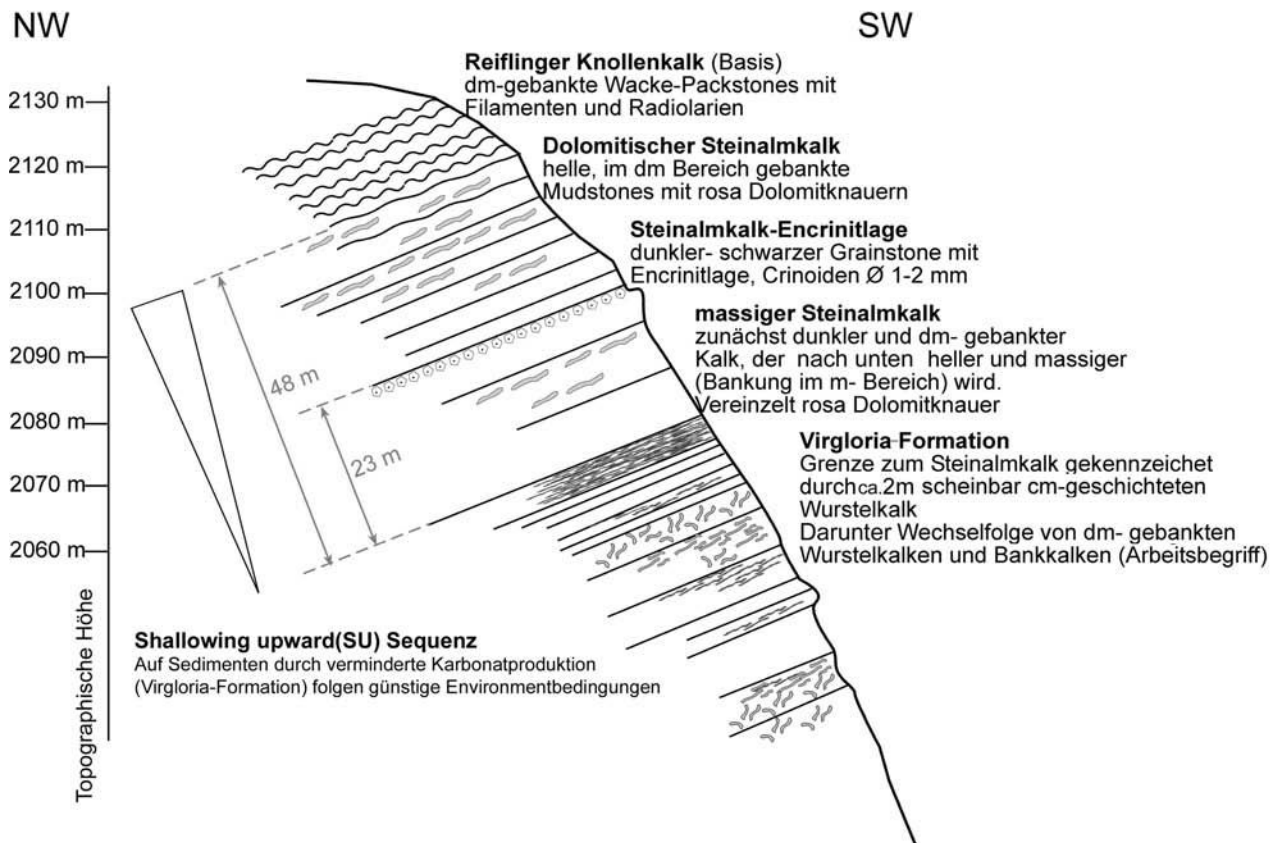 NW
SW
Reiflinger Knollenkalk (Basis)
dm-gebankte Wacke-Packstones mit
Filamenten und Radiolarien
Dolomitischer Steinalmkalk
helle, im dm Bereich gebankte
Mudstones mit rosa Dolomitknauern
Steinalmkalk-Encrinitlage
dunkler- schwarzer Grainstone mit
Encrinitlage, Crinoiden Ø 1-2 mm
massiger Steinalmkalk
zunächst dunkler und dm- gebankter
Kalk, der nach unten heller und massiger
(Bankung im m- Bereich) wird.
Vereinzelt rosa Dolomitknauer
Virgloria-Formation
Grenze zum Steinalmkalk gekennzeichet
durch ca.2m scheinbar cm-geschichteten
Wurstelkalk
Darunter Wechselfolge von dm- gebankten
Wurstelkalken und Bankkalken (Arbeitsbegriff)
2130 m
2120 m
2110 m
2100 m
2090 m
2080 m
2070 m
2060 m
Topographische Höhe
48 m
23 m
Shallowing upward(SU) Sequenz
Auf Sedimenten durch verminderte Karbonatproduktion
(Virgloria-Formation) folgen günstige Environmentbedingungen